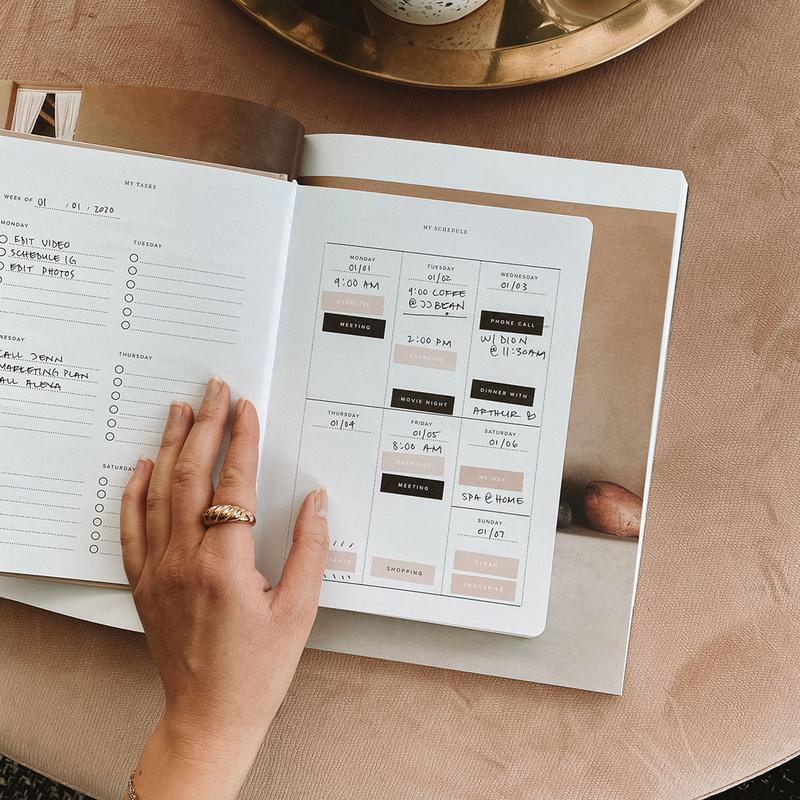 MY TASKS
WEEK OF 01 / 01 / 2020
MONDAY
EDIT VIDEO
SCHEDULE IG
EDIT PHOTOS
TUESDAY
NESDAY
CALL JENN
MARKETING PLAN
ALL ALEXA
THURSDAY
SATURDAY
MY SCHEDULE
MONDAY
01/01
9:00 AM
EXERCISE
MEETING
TUESDAY
01/02
9:00 COFFE
@ JJ BEAN
2:00 PM
EXERCISE
MOVIE NIGHT
WEDNESDAY
01/03
PHONE CALL
W/ DION
@ 11:30AM
DINNER WITH
ARTHUR ♡
THURSDAY
01/04
LANTS
FRIDAY
01/05
8:00 AM
EXERCISE
MEETING
SHOPPING
SATURDAY
01/06
ME DAY
SPA @ HOME
SUNDAY
01/07
CLEAN
GROCERIES